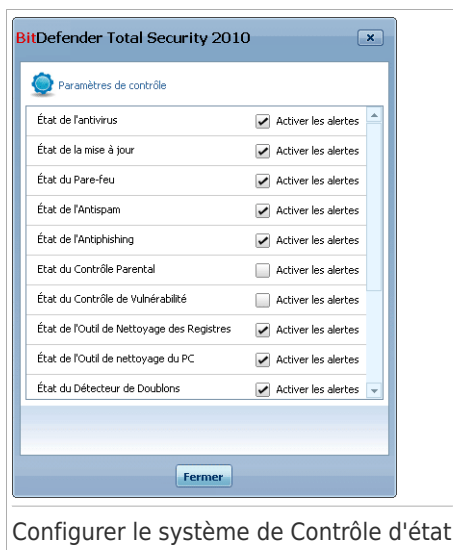 BitDefender Total Security 2010
Paramètres de contrôle
État de l'antivirus Activer les alertes
État de la mise à jour Activer les alertes
État du Pare-feu Activer les alertes
État de l'Antispam Activer les alertes
État de l'Antiphishing Activer les alertes
Etat du Contrôle Parental Activer les alertes
État du Contrôle de Vulnérabilité Activer les alertes
État de l'Outil de Nettoyage des Registres Activer les alertes
État de l'Outil de nettoyage du PC Activer les alertes
État du Détecteur de Doublons Activer les alertes
Fermer
Configurer le système de Contrôle d'état